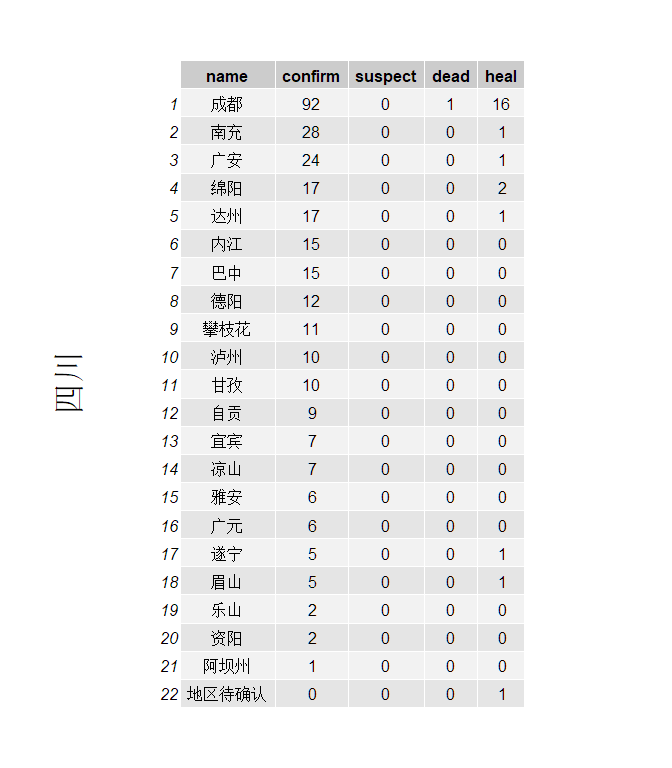 四川
name confirm suspect dead heal
1 成都 92 0 1 16
2 南充 28 0 0 1
3 广安 24 0 0 1
4 绵阳 17 0 0 2
5 达州 17 0 0 1
6 内江 15 0 0 0
7 巴中 15 0 0 0
8 德阳 12 0 0 0
9 攀枝花 11 0 0 0
10 泸州 10 0 0 0
11 甘孜 10 0 0 0
12 自贡 9 0 0 0
13 宜宾 7 0 0 0
14 凉山 7 0 0 0
15 雅安 6 0 0 0
16 广元 6 0 0 0
17 遂宁 5 0 0 1
18 眉山 5 0 0 1
19 乐山 2 0 0 0
20 资阳 2 0 0 0
21 阿坝州 1 0 0 0
22 地区待确认 0 0 0 1